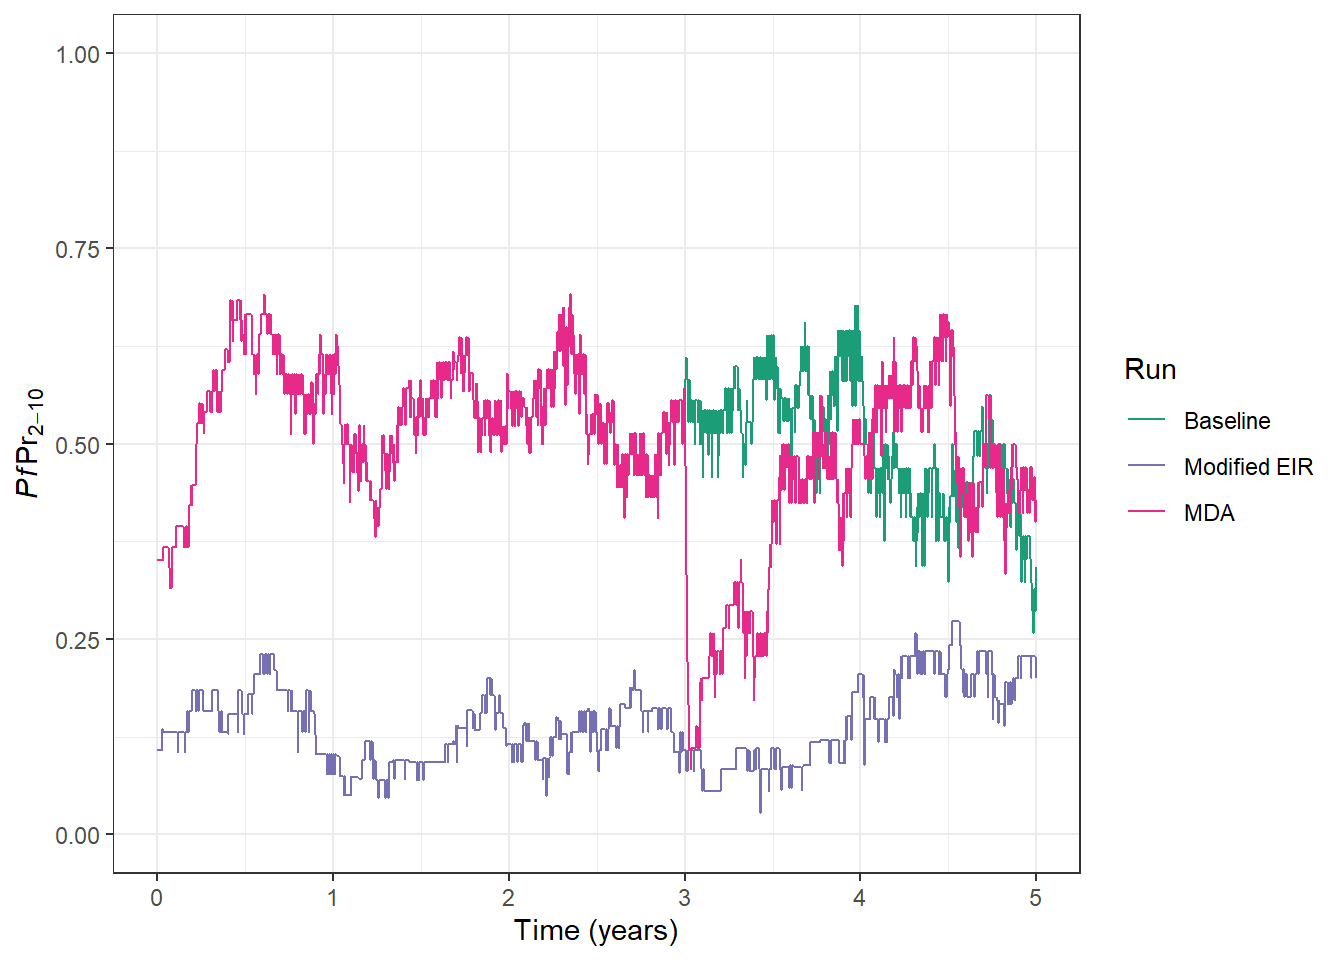 1.00
0.75
0.50
0.25
0.00
PfPr2−10
0 1 2 3 4 5
Time (years)
Run
Baseline
Modified EIR
MDA